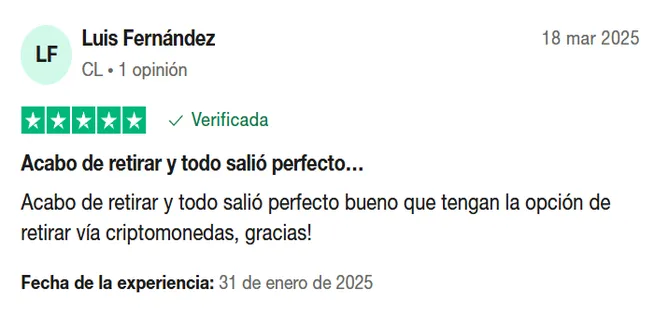 LF
Luis Fernández
18 mar 2025
CL • 1 opinión
Verificada
Acabo de retirar y todo salió perfecto...
Acabo de retirar y todo salió perfecto bueno que tengan la opción de
retirar vía criptomonedas, gracias!
Fecha de la experiencia: 31 de enero de 2025